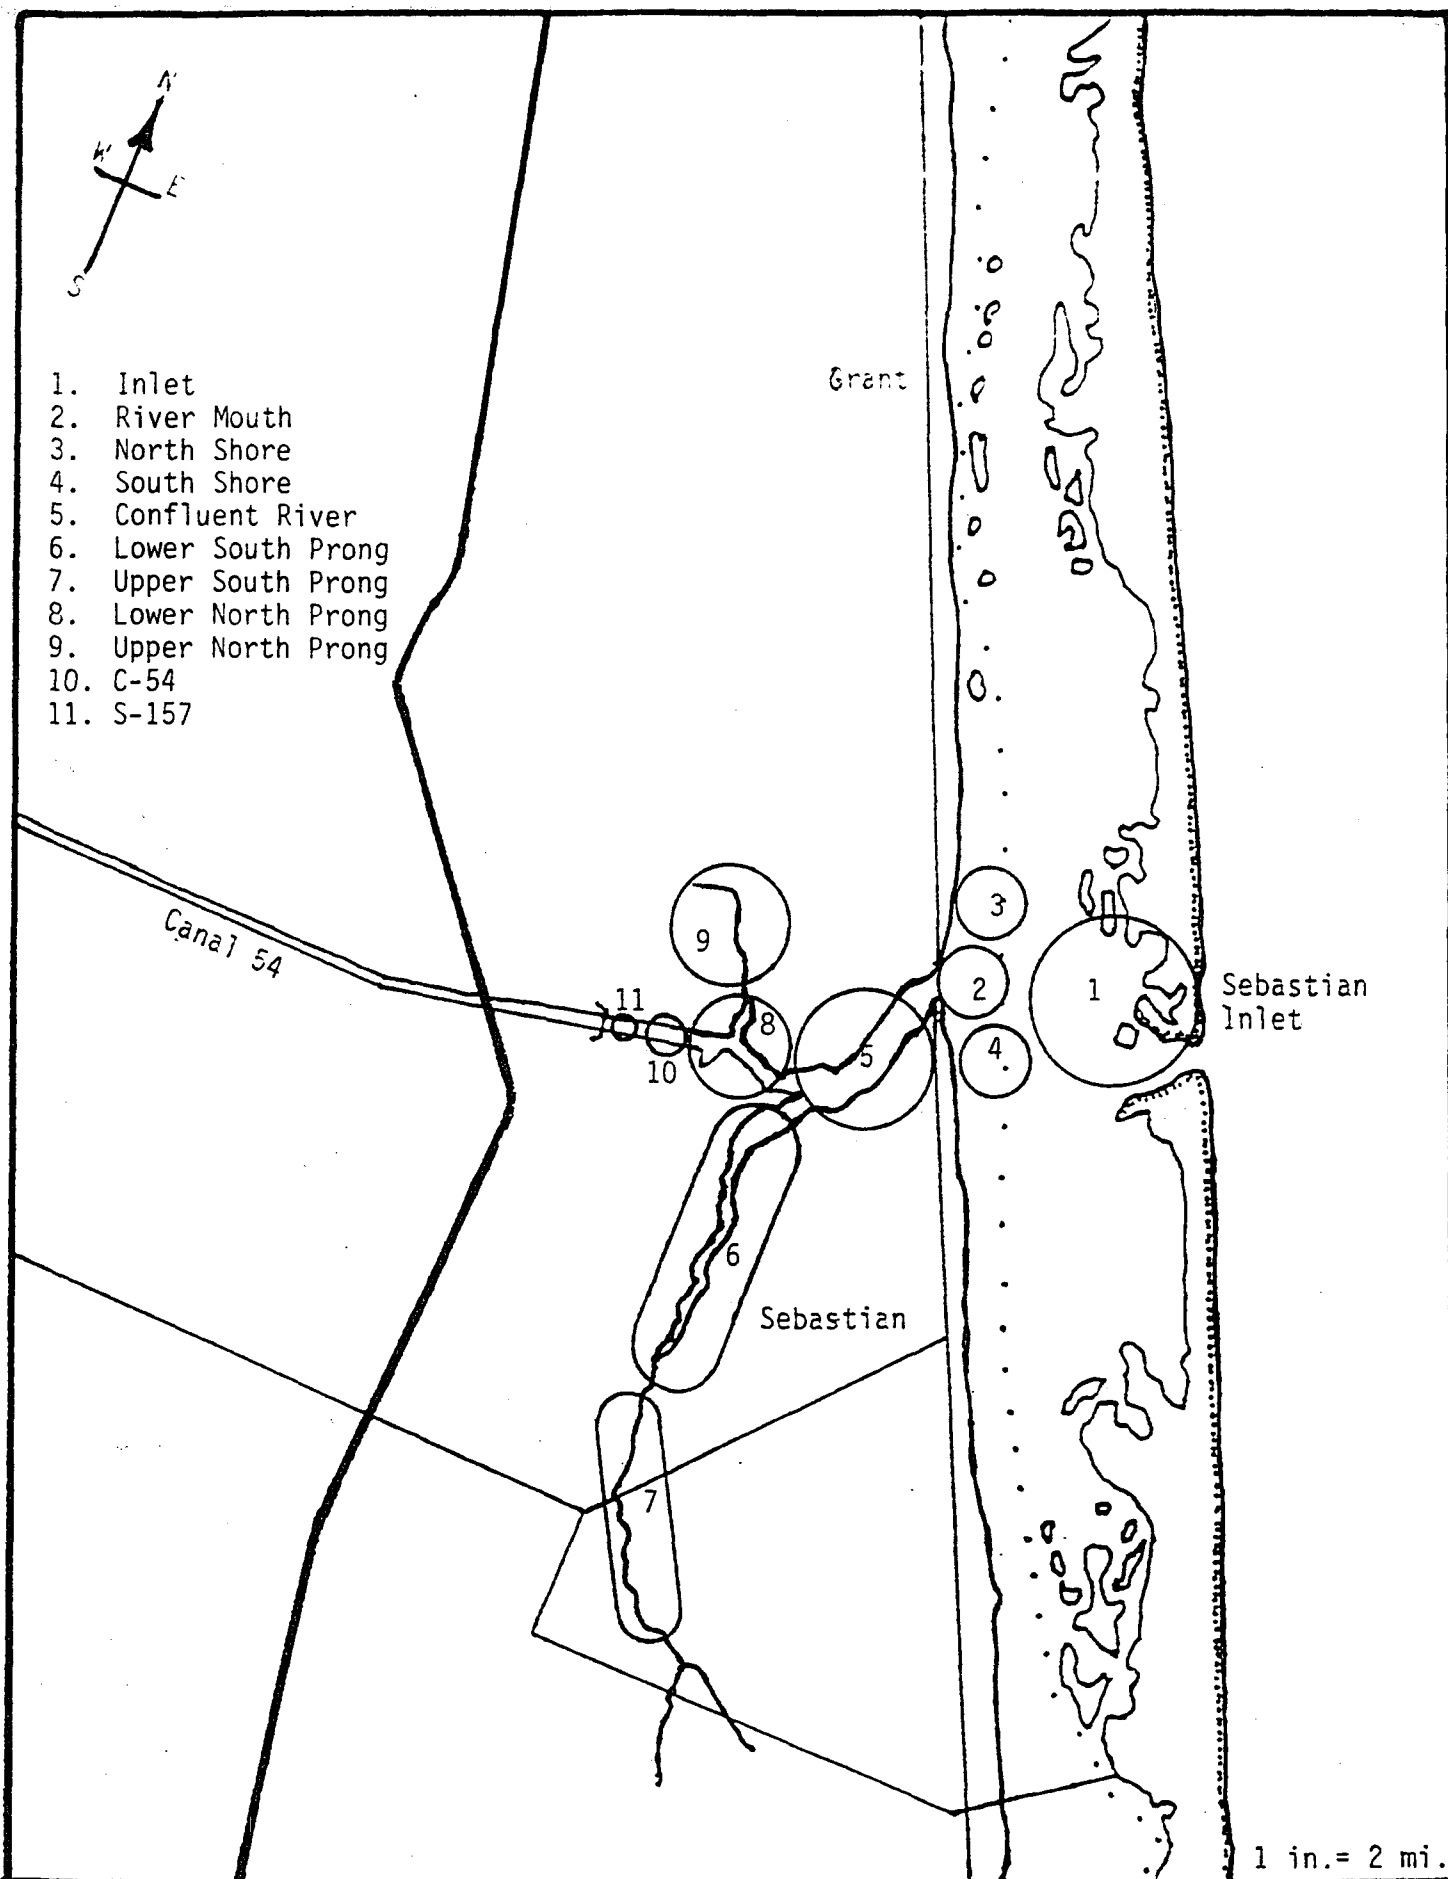 N
W
E
S
1. Inlet
2. River Mouth
3. North Shore
4. South Shore
5. Confluent River
6. Lower South Prong
7. Upper South Prong
8. Lower North Prong
9. Upper North Prong
10. C-54
11. S-157
Grant
Canal 54
3
9
2
1
Sebastian
Inlet
11
8
5
4
10
6
Sebastian
7
1 in.= 2 mi.